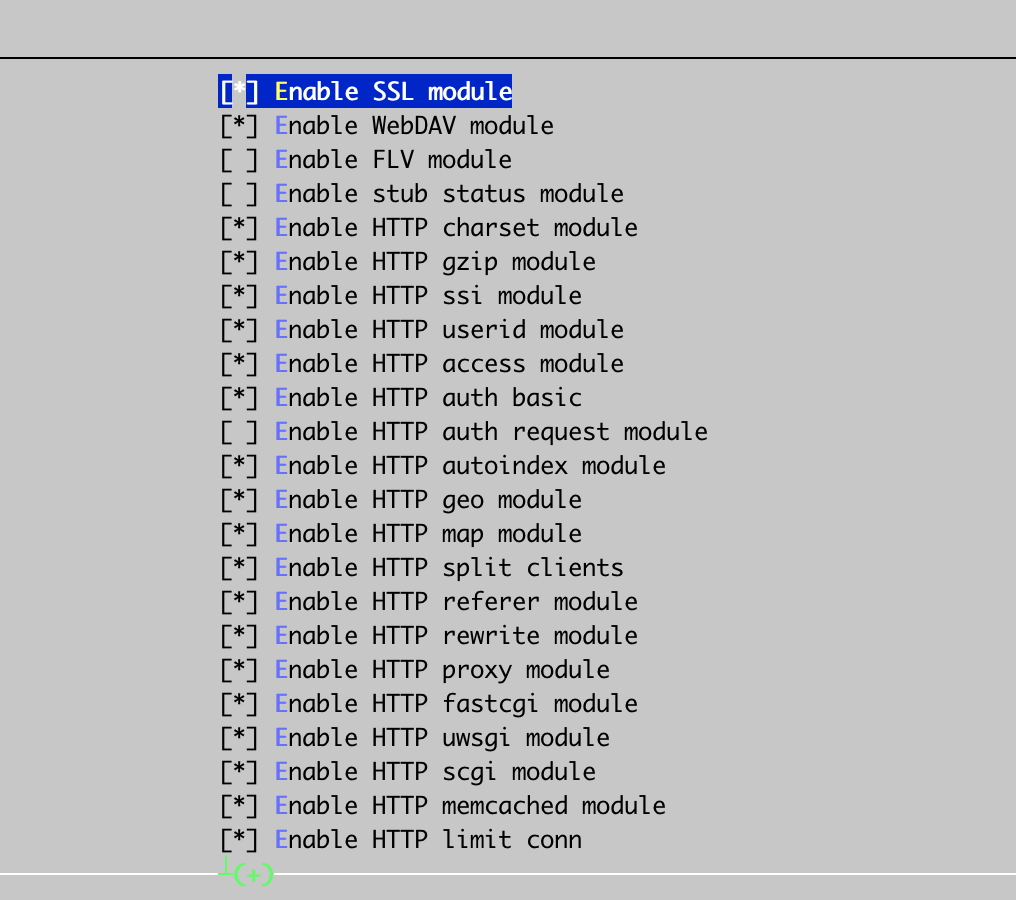 [*] Enable SSL module
[*] Enable WebDAV module
[ ] Enable FLV module
[ ] Enable stub status module
[*] Enable HTTP charset module
[*] Enable HTTP gzip module
[*] Enable HTTP ssi module
[*] Enable HTTP userid module
[*] Enable HTTP access module
[*] Enable HTTP auth basic
[ ] Enable HTTP auth request module
[*] Enable HTTP autoindex module
[*] Enable HTTP geo module
[*] Enable HTTP map module
[*] Enable HTTP split clients
[*] Enable HTTP referer module
[*] Enable HTTP rewrite module
[*] Enable HTTP proxy module
[*] Enable HTTP fastcgi module
[*] Enable HTTP uwsgi module
[*] Enable HTTP scgi module
[*] Enable HTTP memcached module
[*] Enable HTTP limit conn
┴(+)